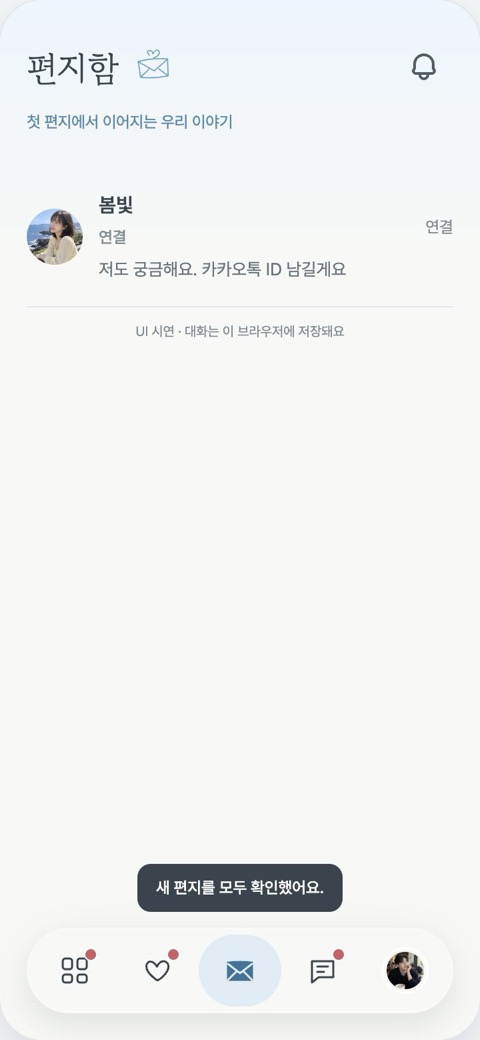 편지함
첫 편지에서 이어지는 우리 이야기
봄빛
연결
연결
저도 궁금해요. 카카오톡 ID 남길게요
UI 시연 · 대화는 이 브라우저에 저장돼요
새 편지를 모두 확인했어요.